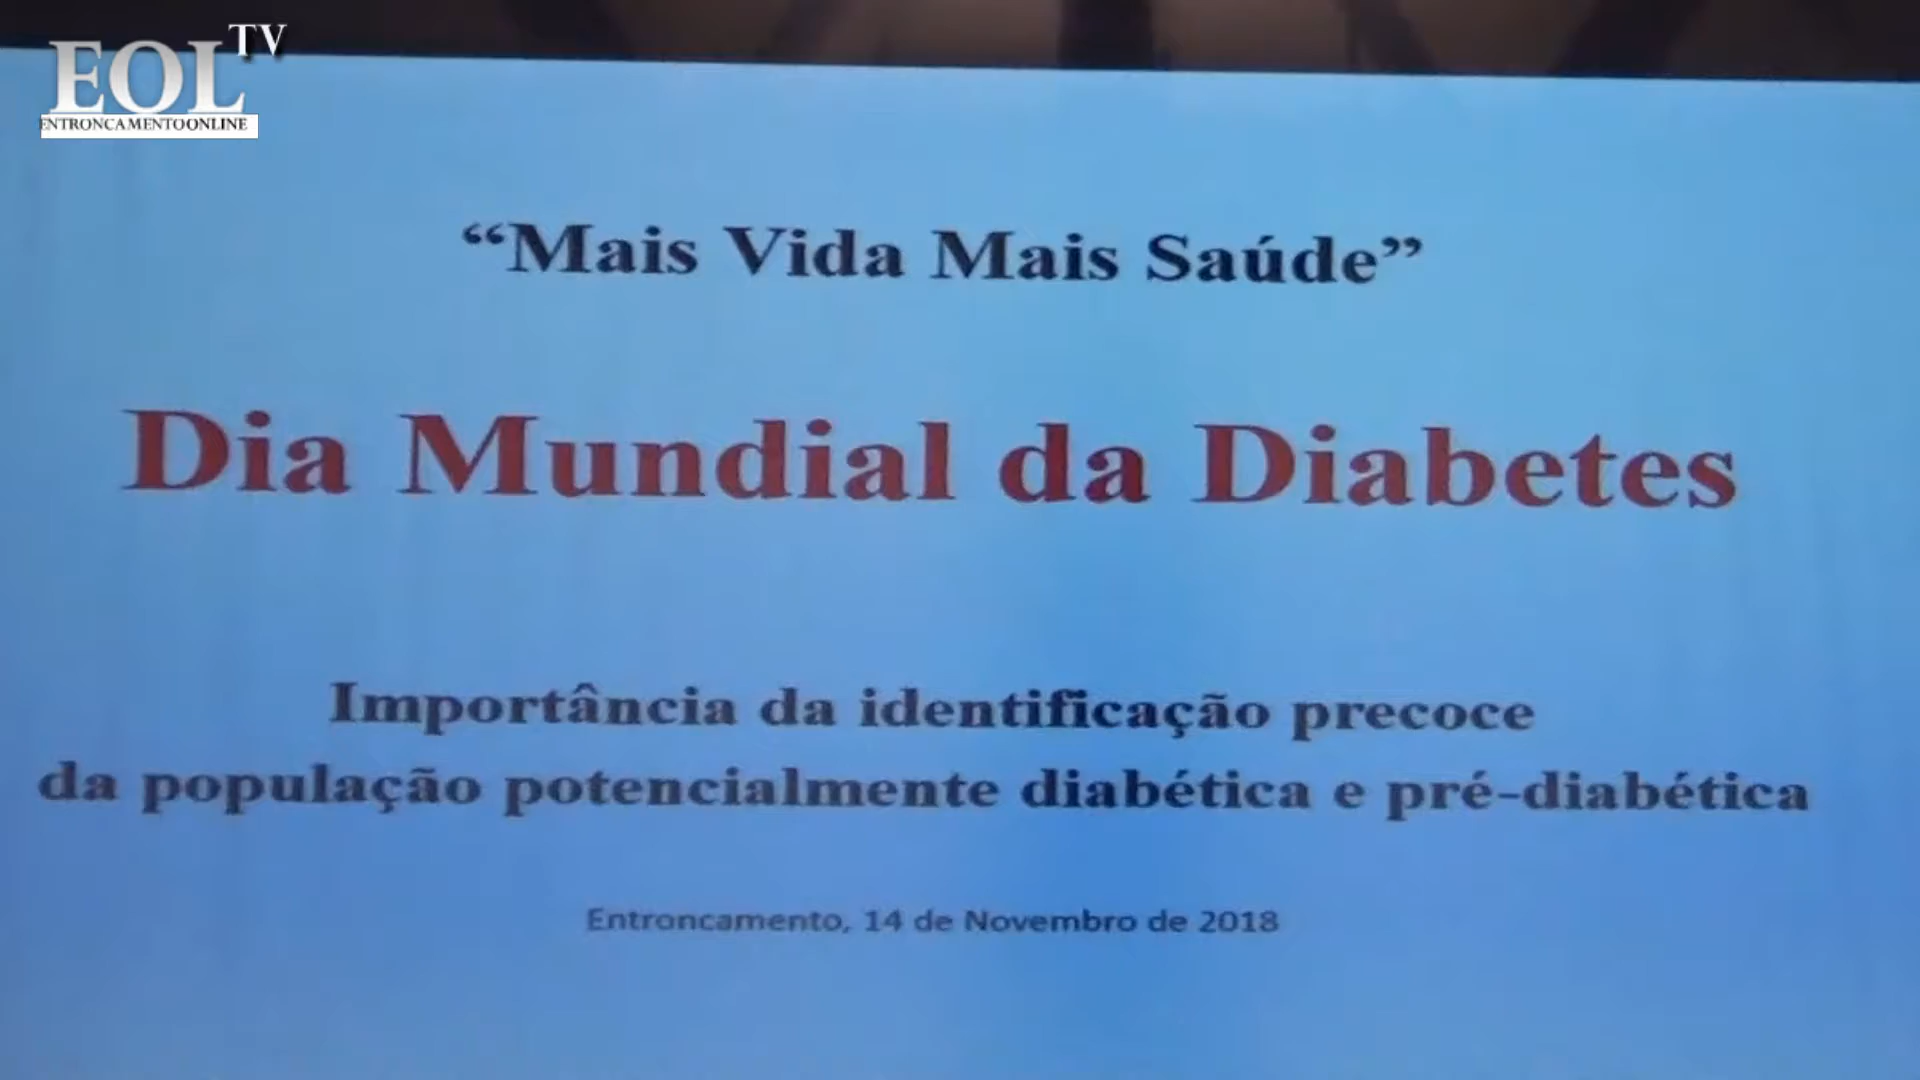 EOL TV
ENTRONCAMENTOONLINE
“Mais Vida Mais Saúde”
Dia Mundial da Diabetes
Importância da identificação precoce
da população potencialmente diabética e pré-diabética
Entroncamento, 14 de Novembro de 2018